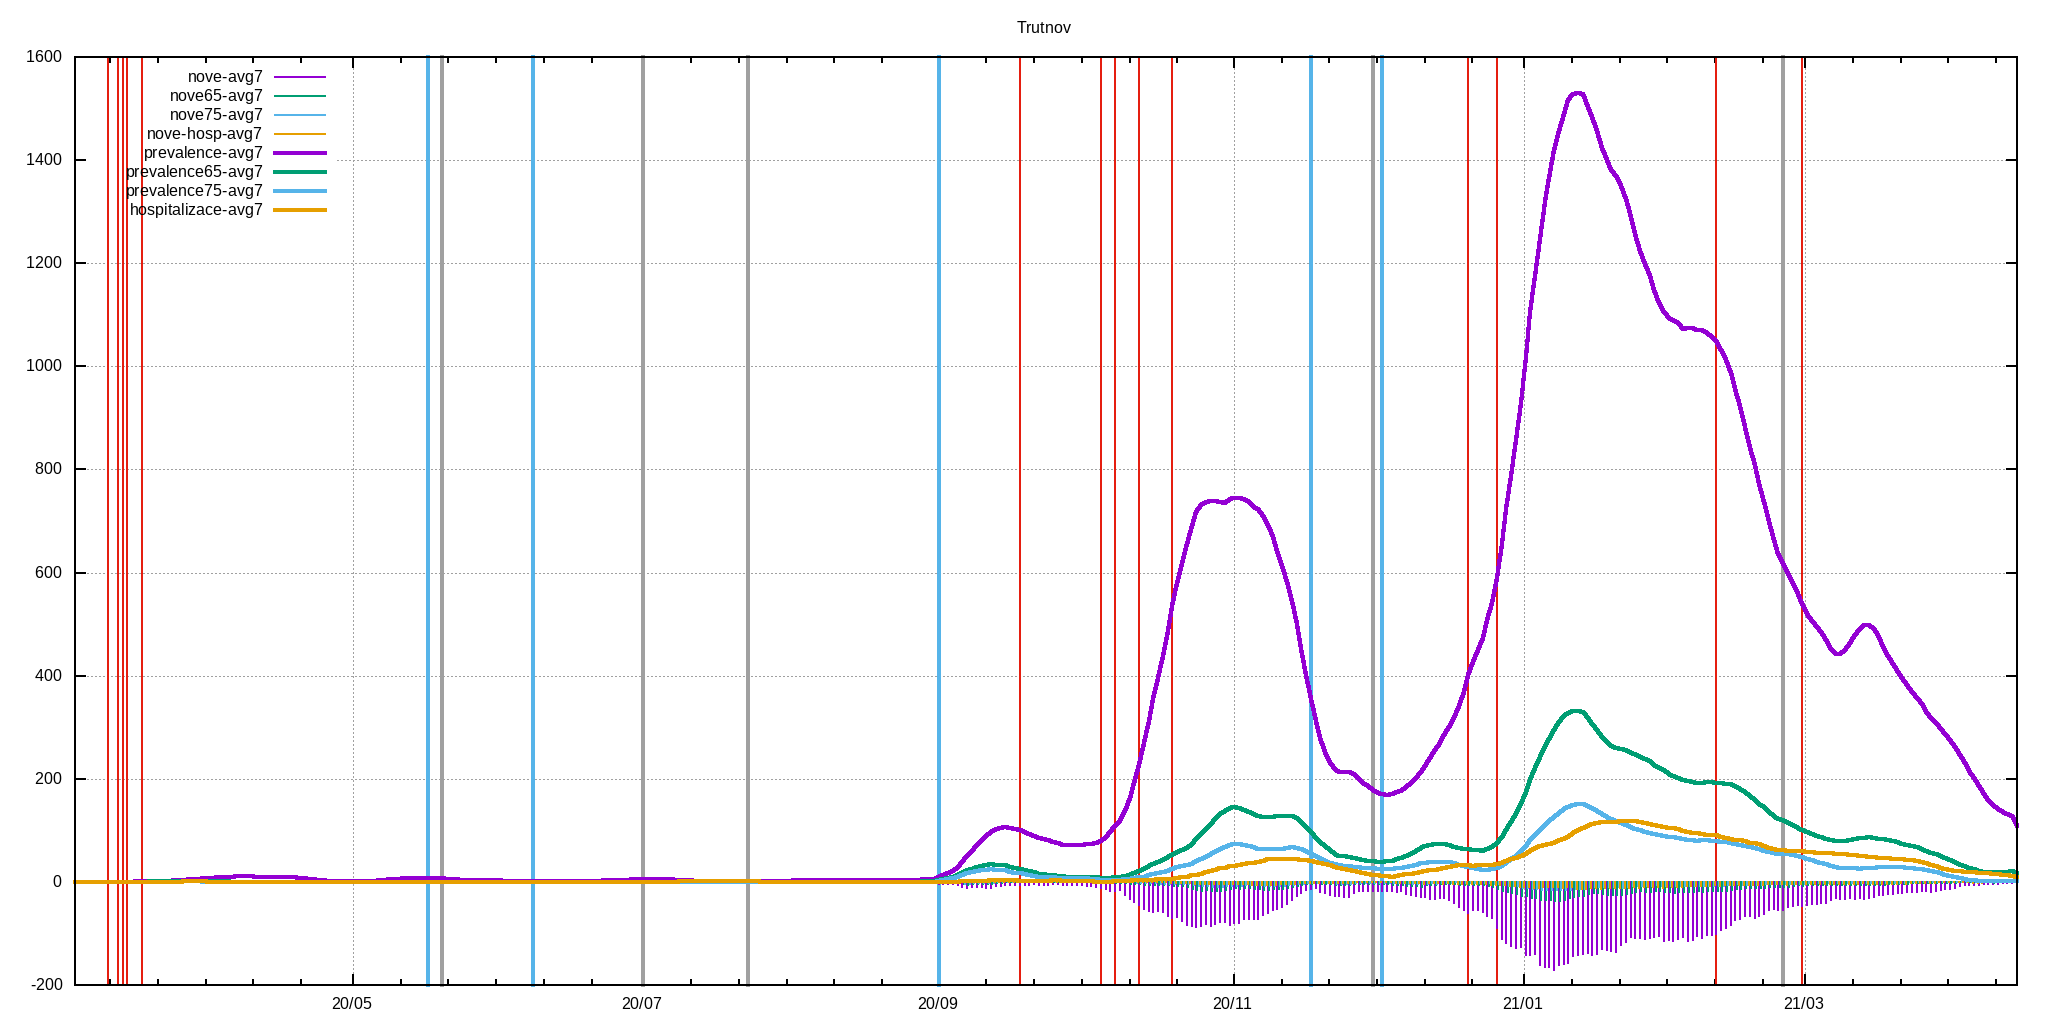 Trutnov
1600
1400
1200
1000
800
600
400
200
0
-200
nove-avg7
nove65-avg7
nove75-avg7
nove-hosp-avg7
prevalence-avg7
prevalence65-avg7
prevalence75-avg7
hospitalizace-avg7
20/05
20/07
20/09
20/11
21/01
21/03